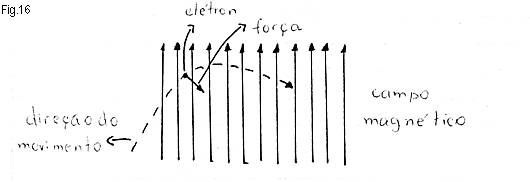 Fig.16
elétron
força
direção do
movimento
campo
magnético